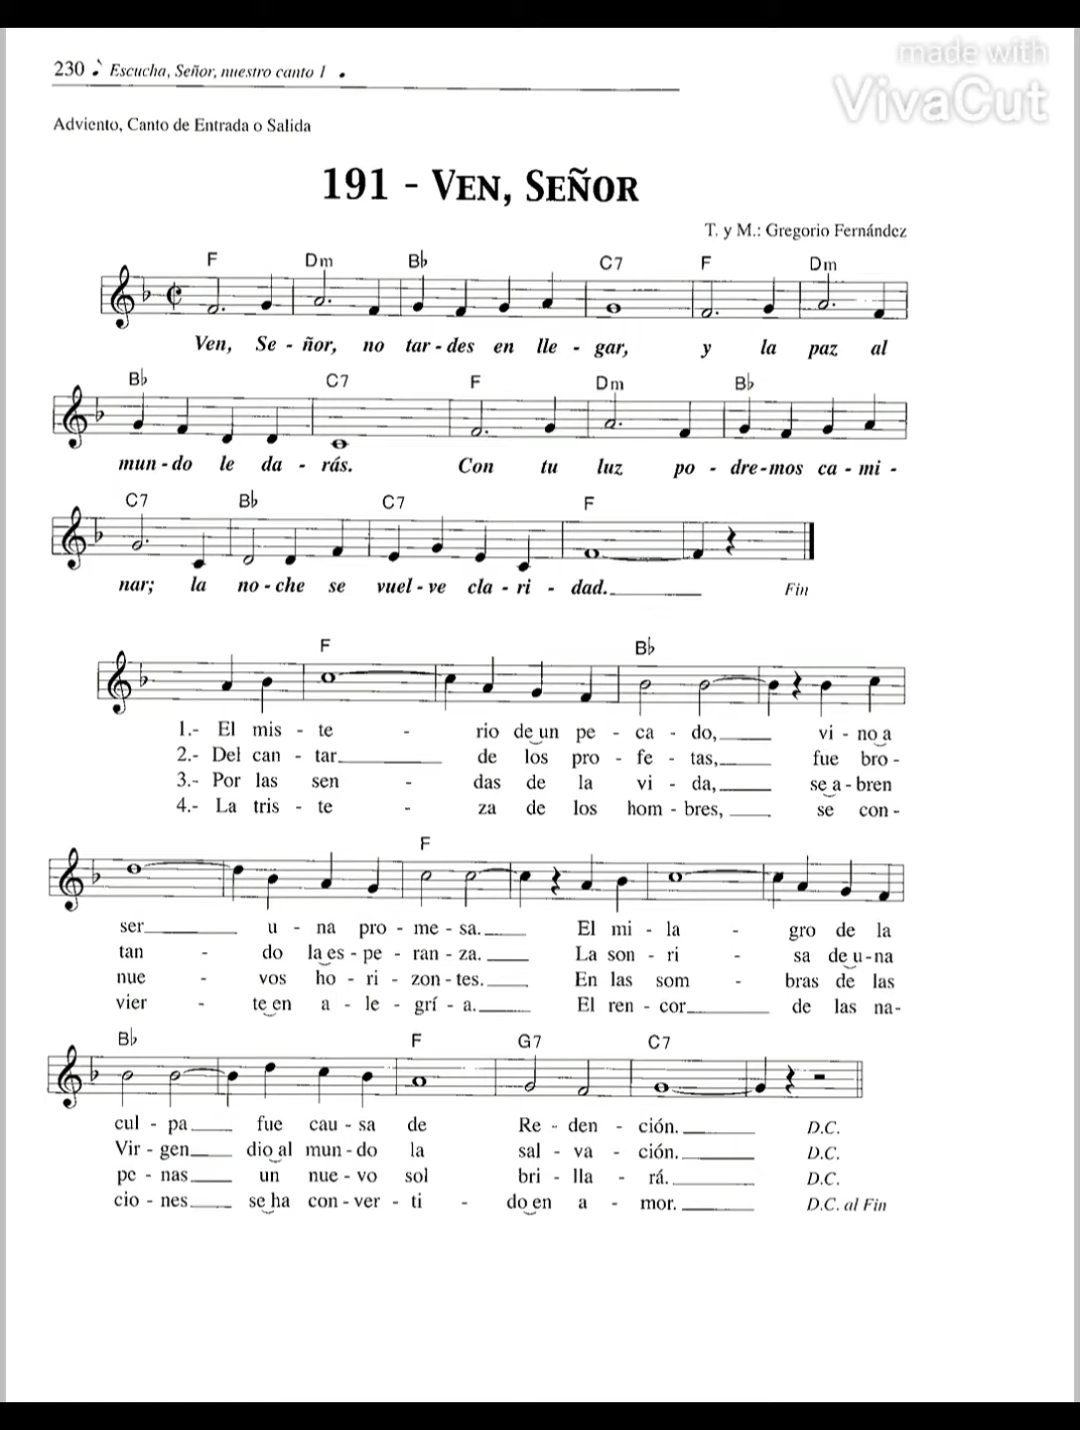 made with
VivaCut
230 Escucha, Señor, nuestro canto 1
Adviento, Canto de Entrada o Salida
191 - VEN, SEÑOR
T. y M.: Gregorio Fernández
F Dm B♭ C7 F Dm
Ven, Se - ñor, no tar - des en lle - gar, y la paz al
B♭ C7 F Dm B♭
mun - do le da - rás. Con tu luz po - dre - mos ca - mi -
C7 B♭ C7 F
nar; la no - che se vuel - ve cla - ri - dad. Fin
F B♭
1.- El mis - te - rio de un pe - ca - do, vi - no a
2.- Del can - tar de los pro - fe - tas, fue bro -
3.- Por las sen - das de la vi - da, se a - bren
4.- La tris - te - za de los hom - bres, se con -
F
ser u - na pro - me - sa. El mi - la - gro de la
tan - do la es - pe - ran - za. La son - ri - sa de u - na
nue - vos ho - ri - zon - tes. En las som - bras de las
vier - te en a - le - grí - a. El ren - cor de las na-
B♭ F G7 C7
cul - pa fue cau - sa de Re - den - ción. D.C.
Vir - gen dio al mun - do la sal - va - ción. D.C.
pe - nas un nue - vo sol bri - lla - rá. D.C.
cio - nes se ha con - ver - ti - do en a - mor. D.C. al Fin